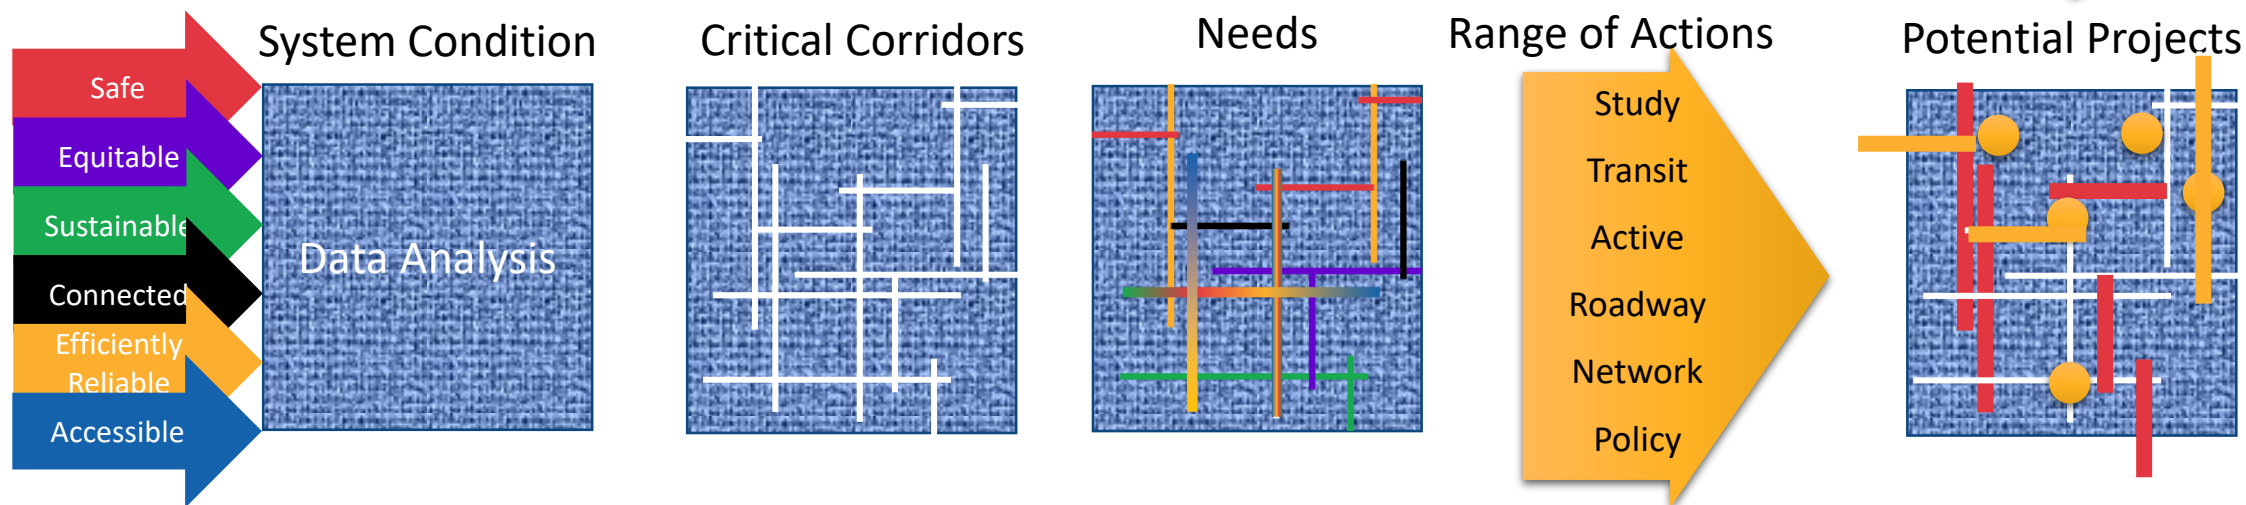 System Condition
Critical Corridors
Needs
Range of Actions
Potential Projects
Safe
Equitable
Sustainable
Connected
Efficiently
Reliable
Accessible
Data Analysis
Study
Transit
Active
Roadway
Network
Policy